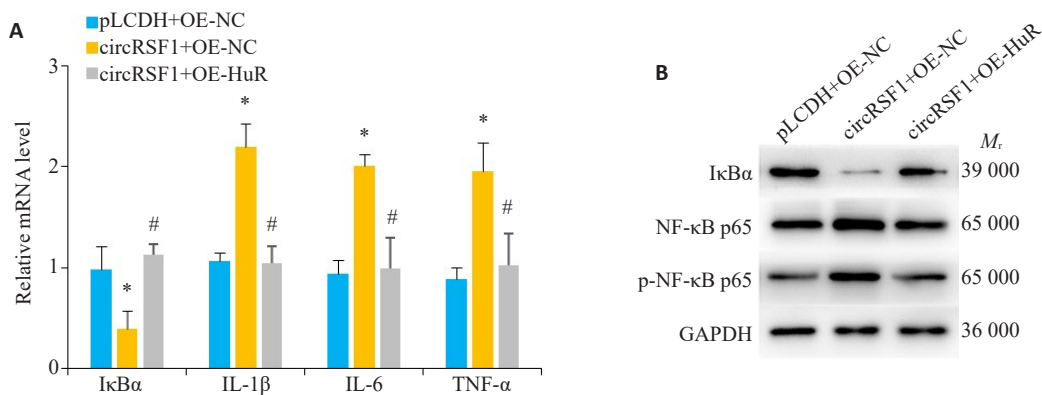 A
pLCDH+OE-NC
circRSF1+OE-NC
circRSF1+OE-HuR
Relative mRNA level
3
2
1
0
*
#
*
#
*
#
*
#
IκBα
IL-1β
IL-6
TNF-α
B
pLCDH+OE-NC
circRSF1+OE-NC
circRSF1+OE-HuR
Mr
IκBα
39 000
NF-κB p65
65 000
p-NF-κB p65
65 000
GAPDH
36 000